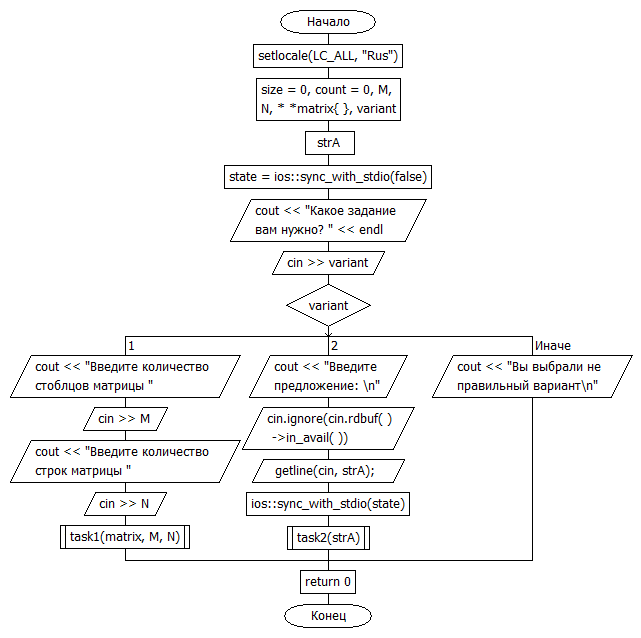 Начало
setlocale(LC_ALL, "Rus")
size = 0, count = 0, M,
N, * *matrix{ }, variant
strA
state = ios::sync_with_stdio(false)
cout << "Какое задание
вам нужно? " << endl
cin >> variant
variant
1
cout << "Введите количество
стоблцов матрицы "
cin >> M
cout << "Введите количество
строк матрицы "
cin >> N
task1(matrix, M, N)
2
cout << "Введите
предложение: \n"
cin.ignore(cin.rdbuf( )
->in_avail( ))
getline(cin, strA);
ios::sync_with_stdio(state)
task2(strA)
Иначе
cout << "Вы выбрали не
правильный вариант\n"
return 0
Конец